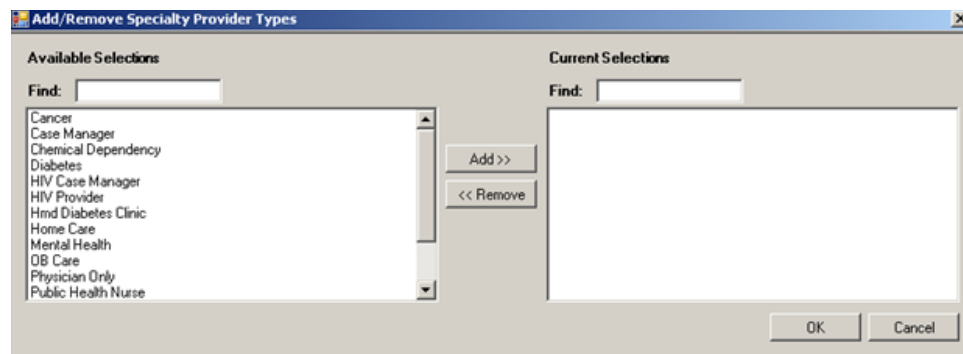 Add/Remove Specialty Provider Types
Available Selections
Current Selections
Find:
Find:
Cancer
Case Manager
Chemical Dependency
Diabetes
HIV Case Manager
HIV Provider
Hmd Diabetes Clinic
Home Care
Mental Health
OB Care
Physician Only
Public Health Nurse
Add >>
<< Remove
OK
Cancel